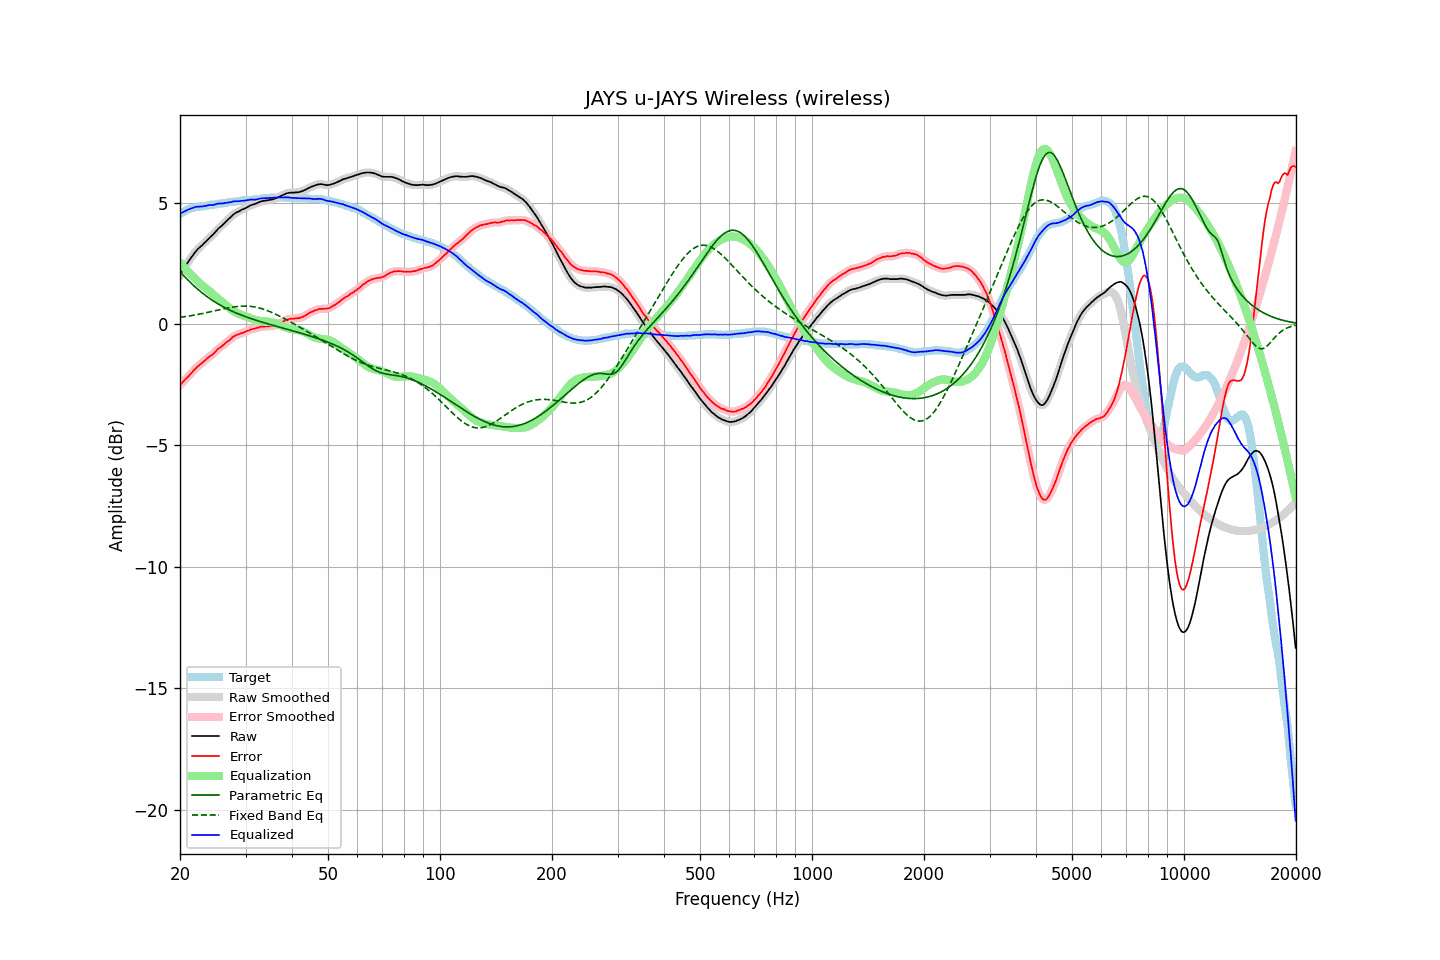 JAYS u-JAYS Wireless (wireless)
Amplitude (dBr)
5
0
−5
−10
−15
−20
Target
Raw Smoothed
Error Smoothed
Raw
Error
Equalization
Parametric Eq
Fixed Band Eq
Equalized
20
50
100
200
500
1000
2000
5000
10000
20000
Frequency (Hz)